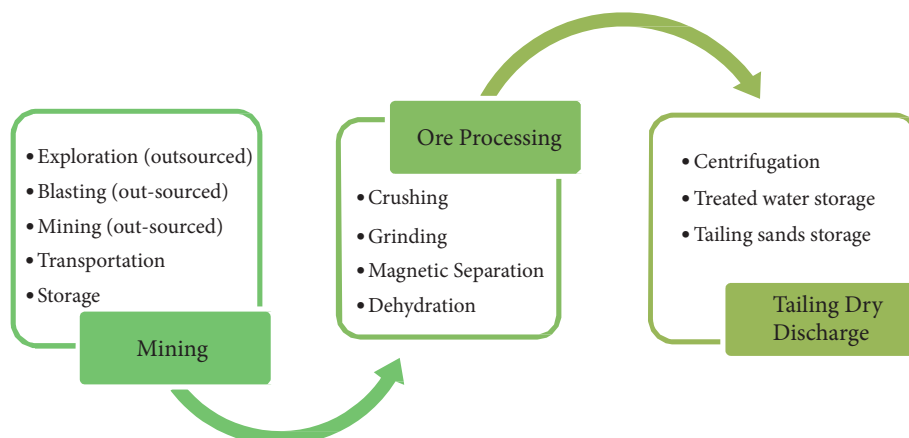 • Exploration (outsourced)
• Blasting (out-sourced)
• Mining (out-sourced)
• Transportation
• Storage
Mining
Ore Processing
• Crushing
• Grinding
• Magnetic Separation
• Dehydration
• Centrifugation
• Treated water storage
• Tailing sands storage
Tailing Dry
Discharge